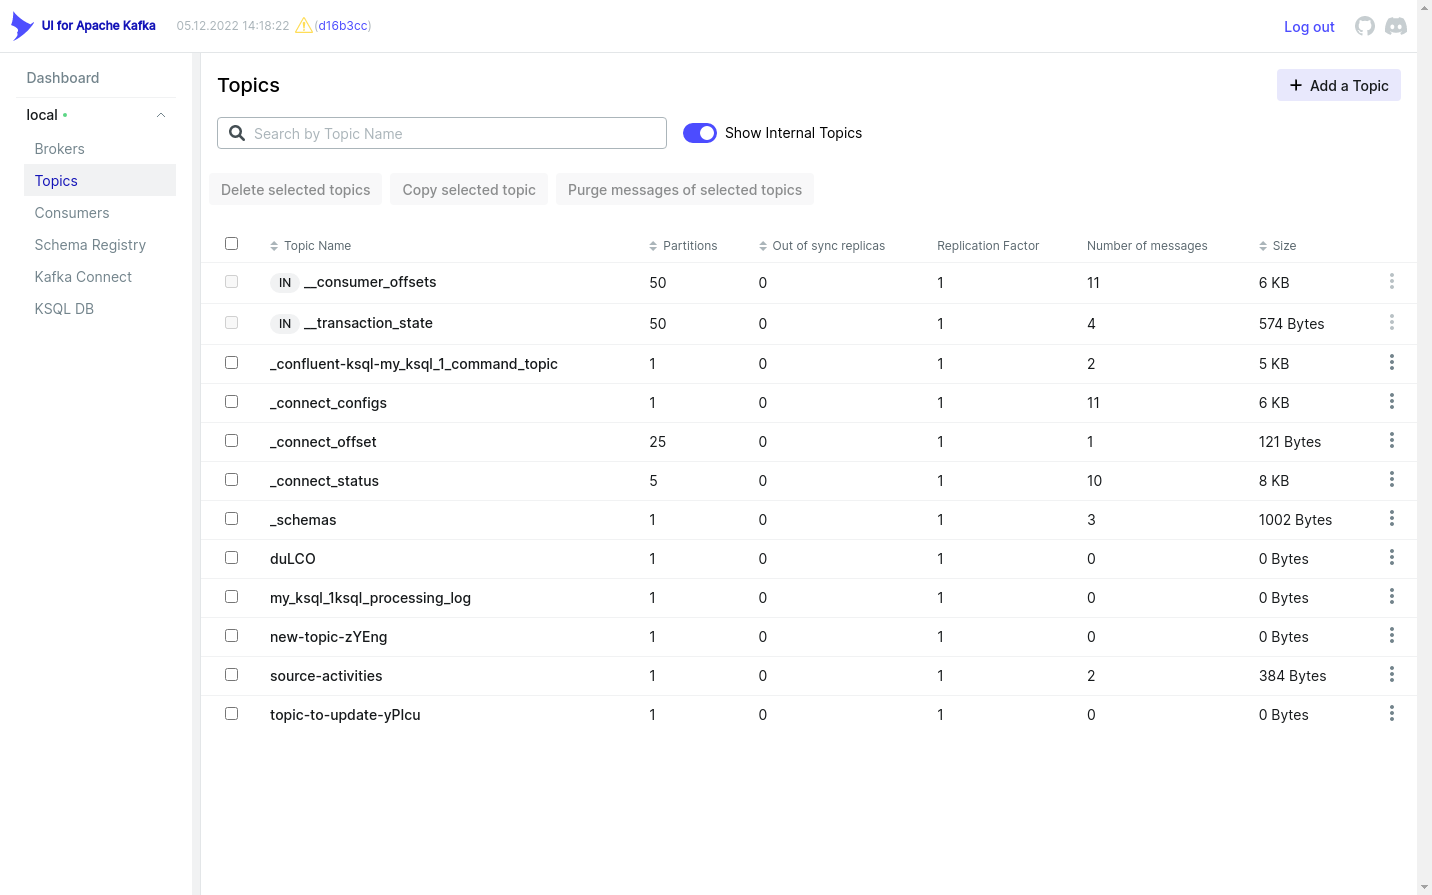 UI for Apache Kafka 05.12.2022 14:18:22 (d16b3cc) Log out
Dashboard
local
Brokers
Topics
Consumers
Schema Registry
Kafka Connect
KSQL DB
Topics
Add a Topic
Search by Topic Name
Show Internal Topics
Delete selected topics Copy selected topic Purge messages of selected topics
Topic Name Partitions Out of sync replicas Replication Factor Number of messages Size
IN __consumer_offsets 50 0 1 11 6 KB
IN __transaction_state 50 0 1 4 574 Bytes
_confluent-ksql-my_ksql_1_command_topic 1 0 1 2 5 KB
_connect_configs 1 0 1 11 6 KB
_connect_offset 25 0 1 1 121 Bytes
_connect_status 5 0 1 10 8 KB
_schemas 1 0 1 3 1002 Bytes
duLCO 1 0 1 0 0 Bytes
my_ksql_1ksql_processing_log 1 0 1 0 0 Bytes
new-topic-zYEng 1 0 1 0 0 Bytes
source-activities 1 0 1 2 384 Bytes
topic-to-update-yPlcu 1 0 1 0 0 Bytes